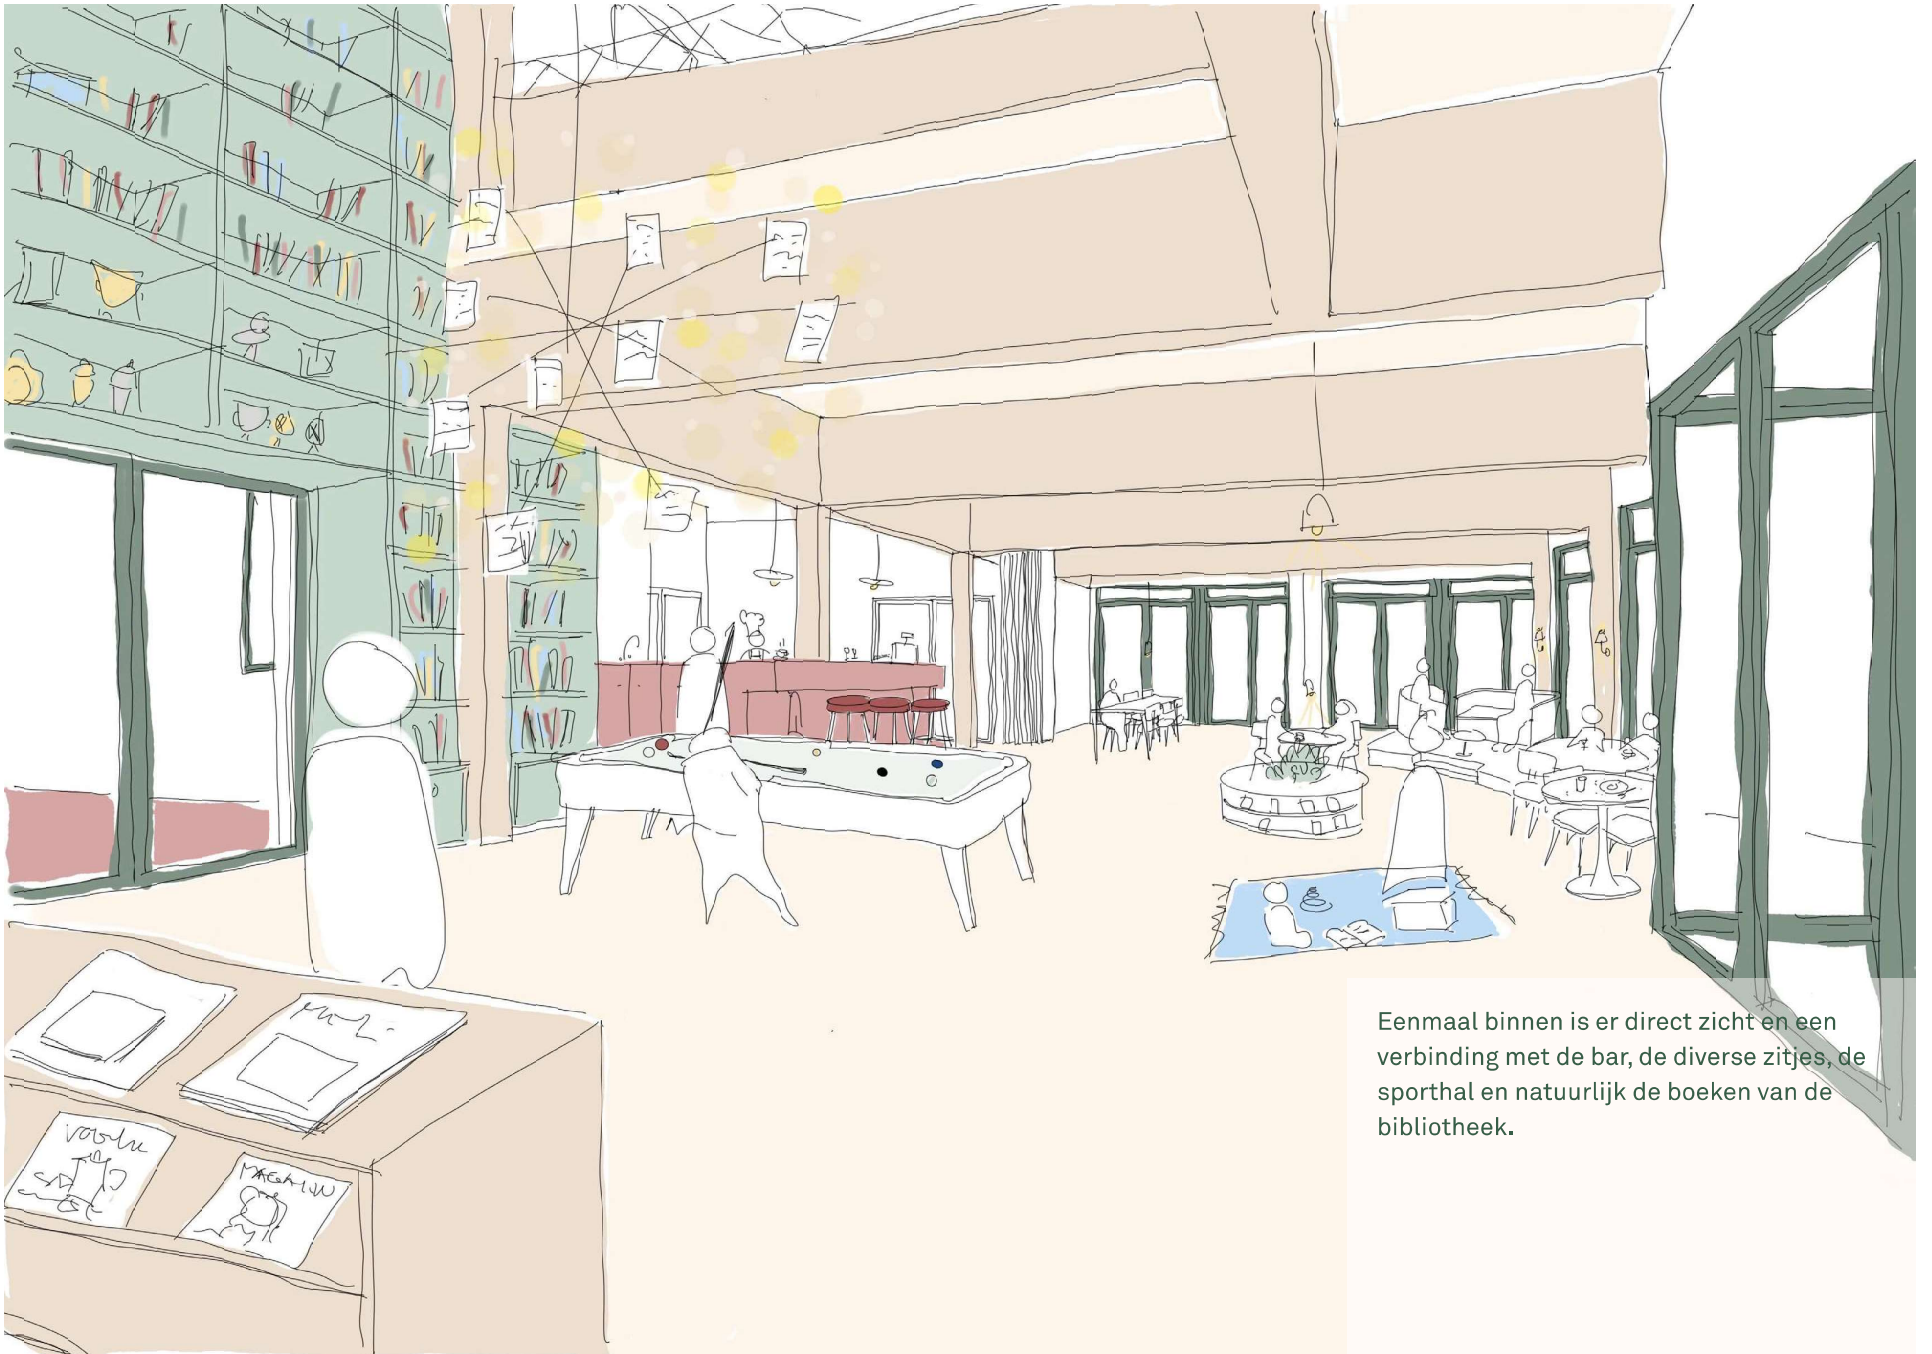 Eenmaal binnen is er direct zicht en een
verbinding met de bar, de diverse zitjes, de
sporthal en natuurlijk de boeken van de
bibliotheek.